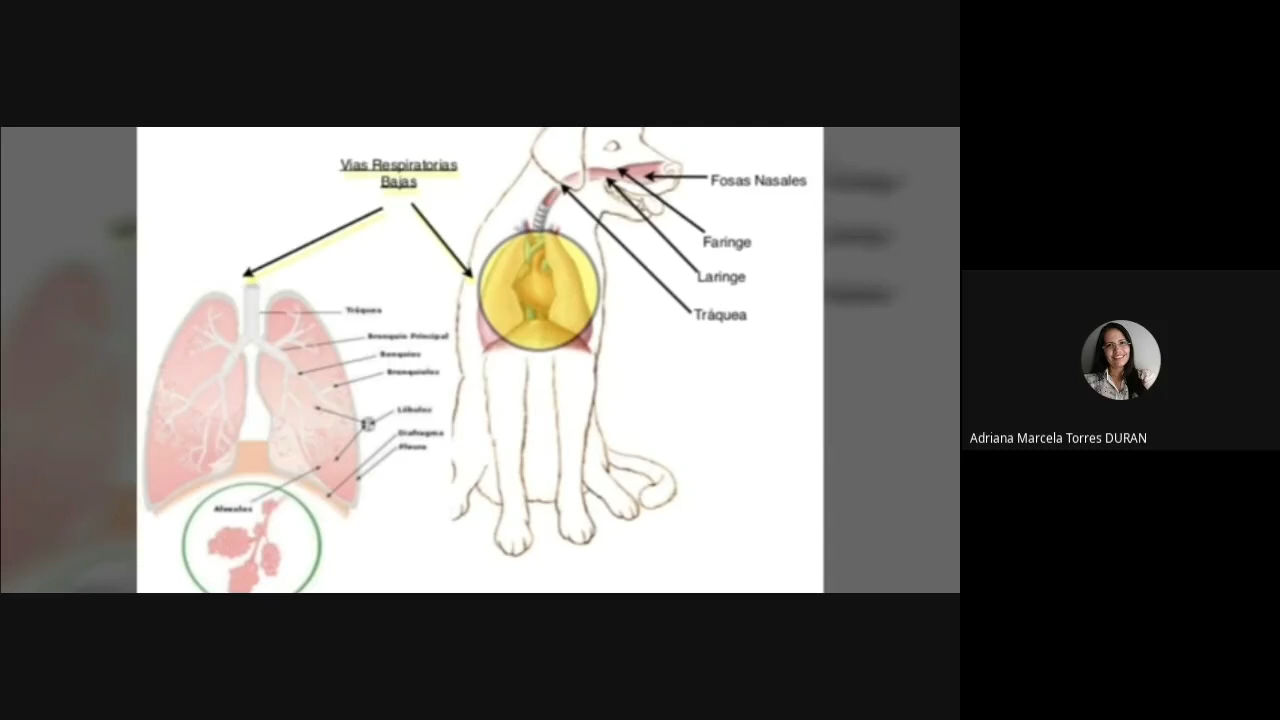 Vias Respiratorias
Bajas
Fosas Nasales
Faringe
Laringe
Tráquea
Tráquea
Bronquio Principal
Bonquios
Bronquiolos
Lóbulos
Diafragma
Pleura
Alveolos
Adriana Marcela Torres DURAN